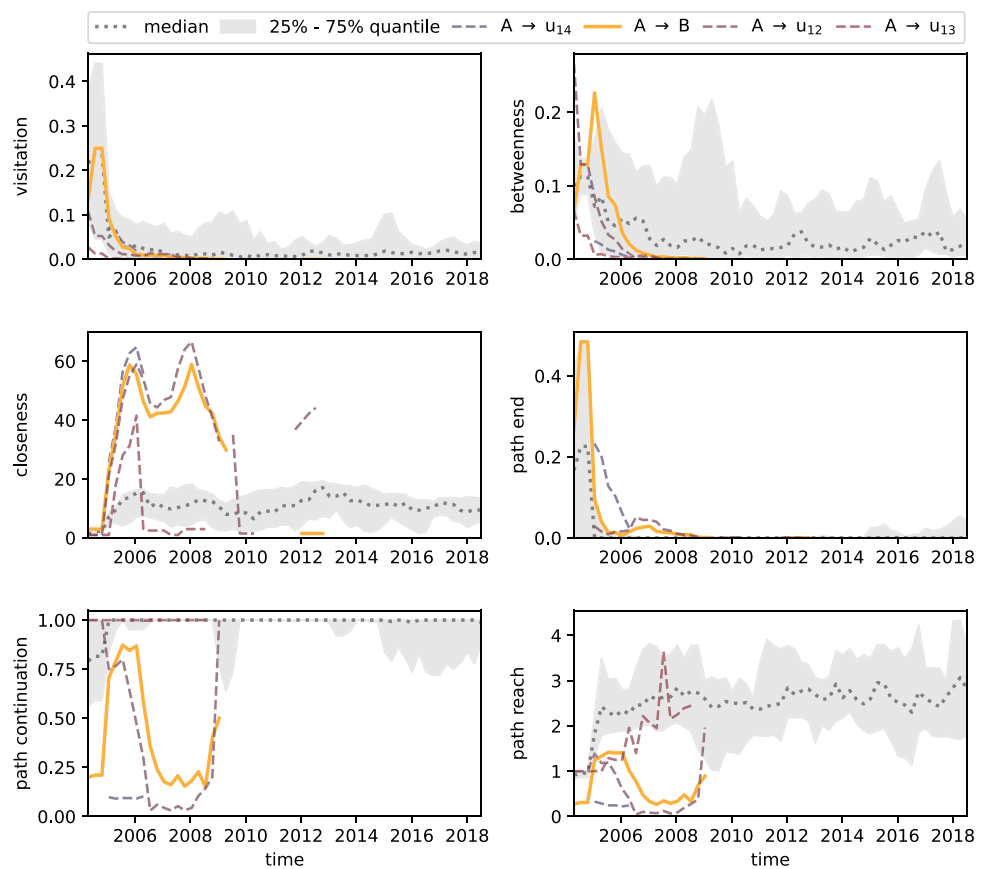 median 25% - 75% quantile A → u₁₄ A → B A → u₁₂ A → u₁₃
visitation
0.4
0.3
0.2
0.1
0.0
2006 2008 2010 2012 2014 2016 2018
betweenness
0.2
0.1
0.0
2006 2008 2010 2012 2014 2016 2018
closeness
60
40
20
0
2006 2008 2010 2012 2014 2016 2018
path end
0.4
0.2
0.0
2006 2008 2010 2012 2014 2016 2018
path continuation
1.00
0.75
0.50
0.25
0.00
2006 2008 2010 2012 2014 2016 2018
time
path reach
4
3
2
1
0
2006 2008 2010 2012 2014 2016 2018
time